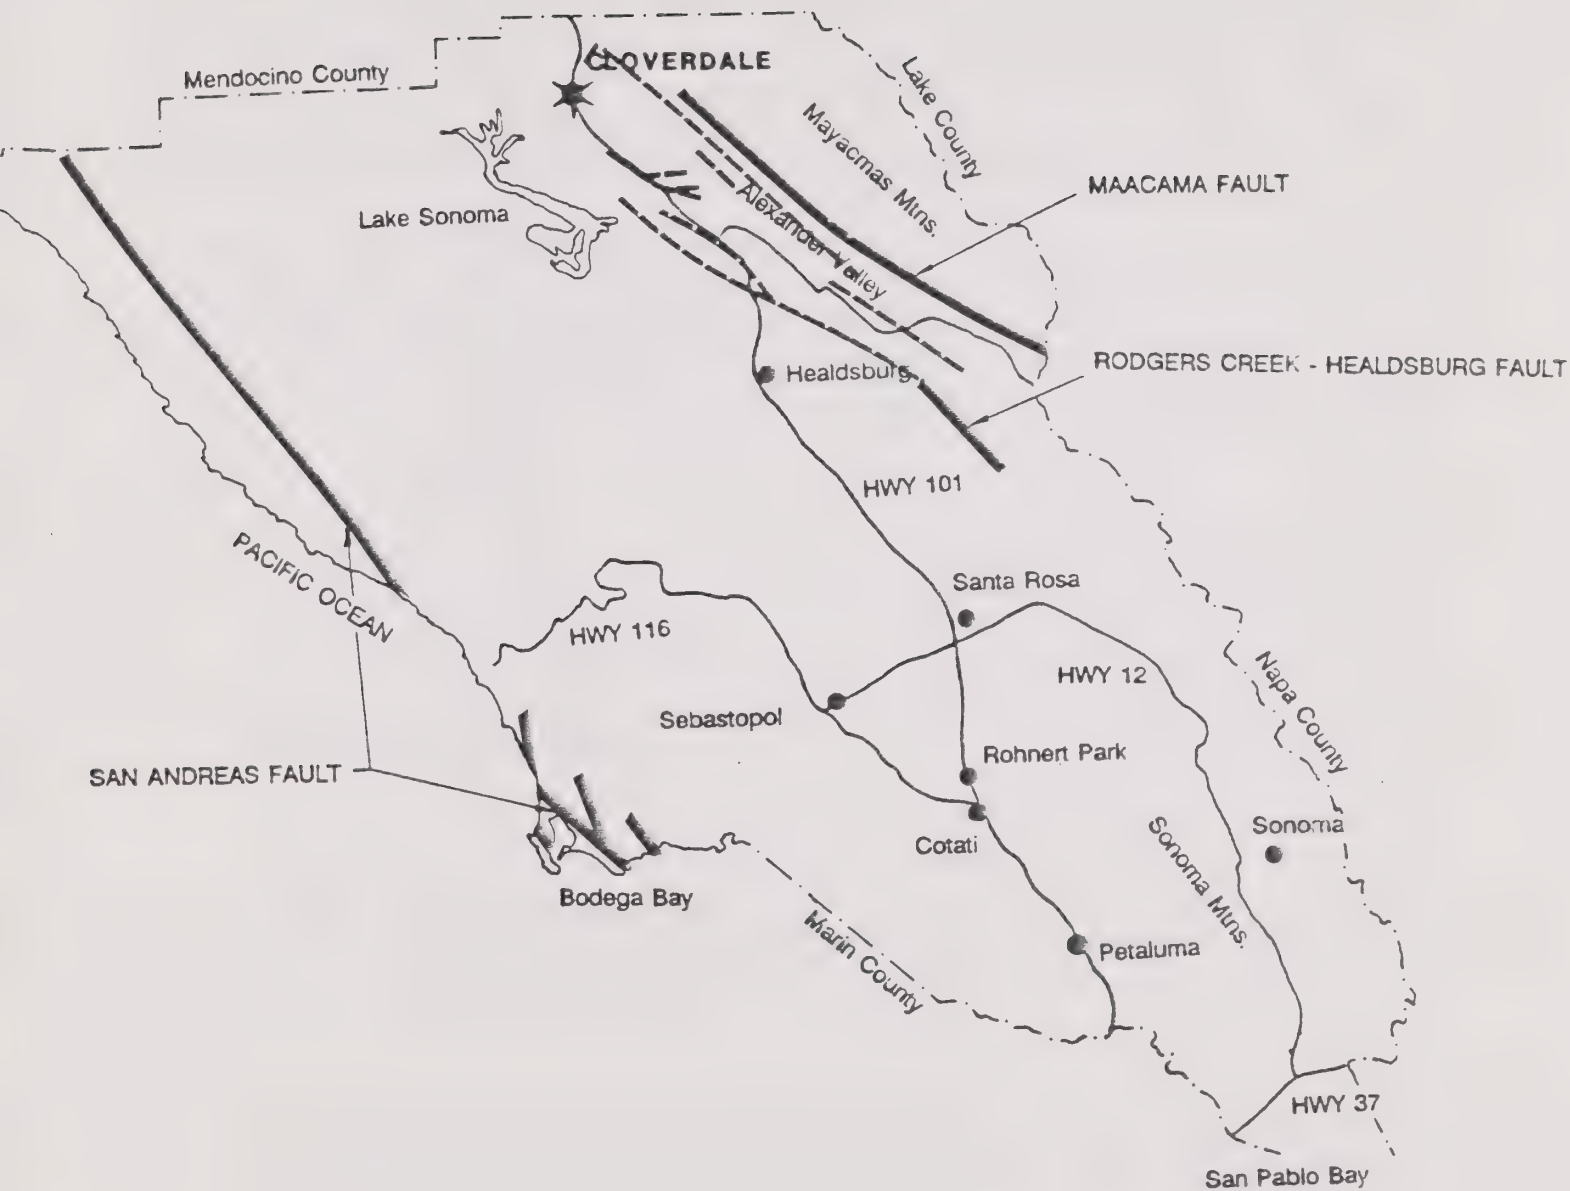 CLOVERDALE
Mendocino County
Lake County
Mayacmas Mtns.
MAACAMA FAULT
Lake Sonoma
Alexander Valley
RODGERS CREEK - HEALDSBURG FAULT
Healdsburg
HWY 101
PACIFIC OCEAN
Santa Rosa
HWY 116
HWY 12
Napa County
Sebastopol
Rohnert Park
SAN ANDREAS FAULT
Sonoma
Cotati
Sonoma Mtns.
Bodega Bay
Marin County
Petaluma
HWY 37
San Pablo Bay